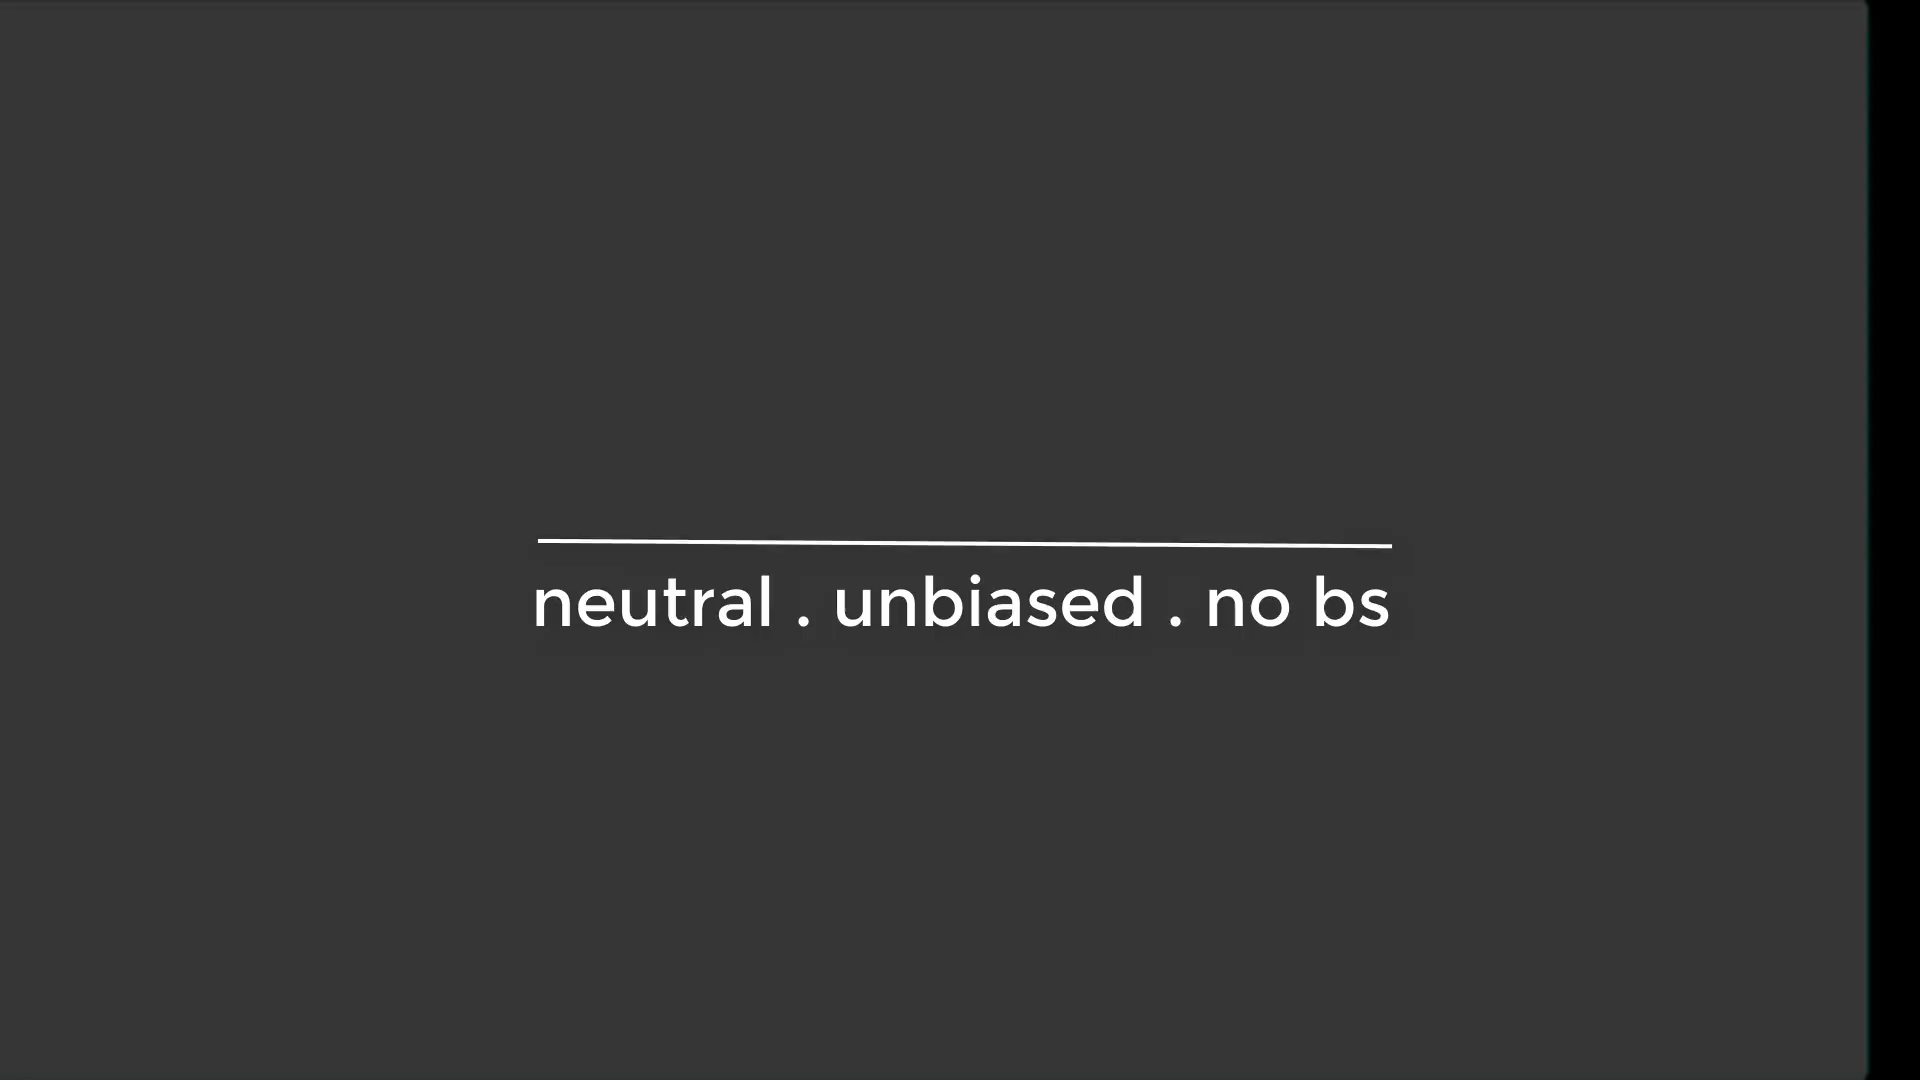 neutral . unbiased . no bs